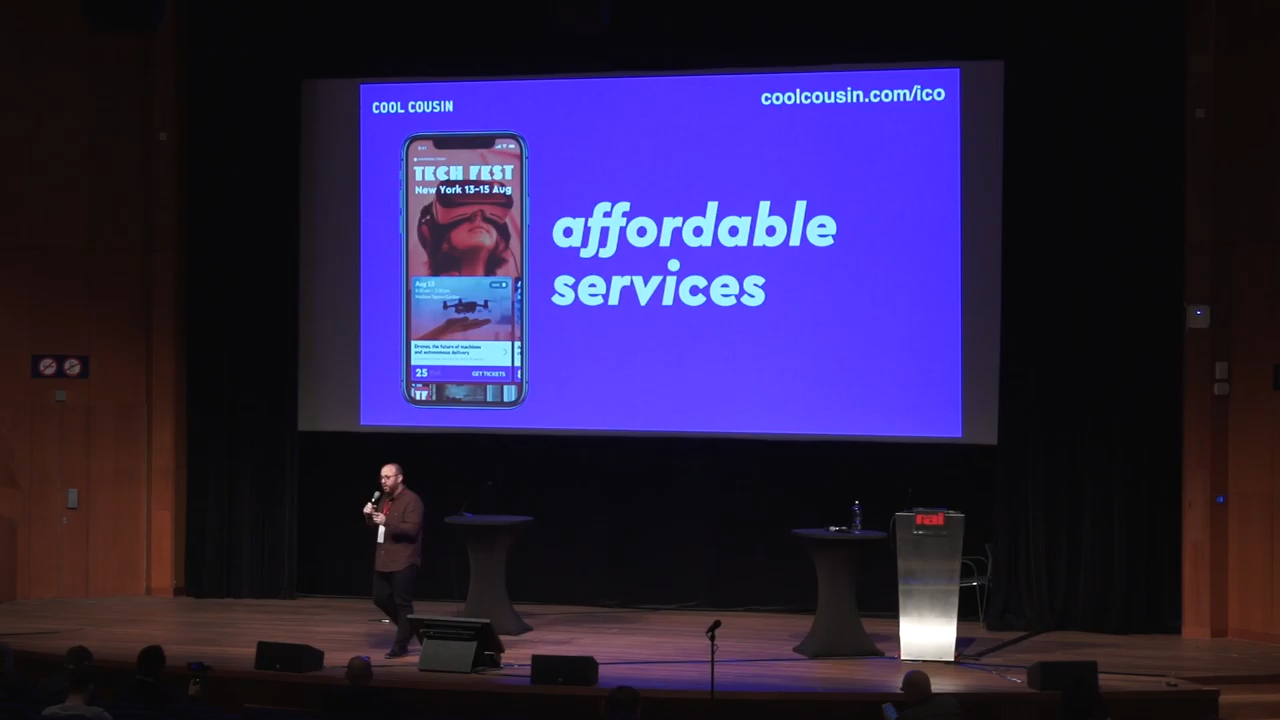 COOL COUSIN
coolcousin.com/ico
TECH FEST
New York 13-15 Aug
affordable
services
Aug 13
Drones, the future of machines
and autonomous delivery
25
GET TICKETS
rai